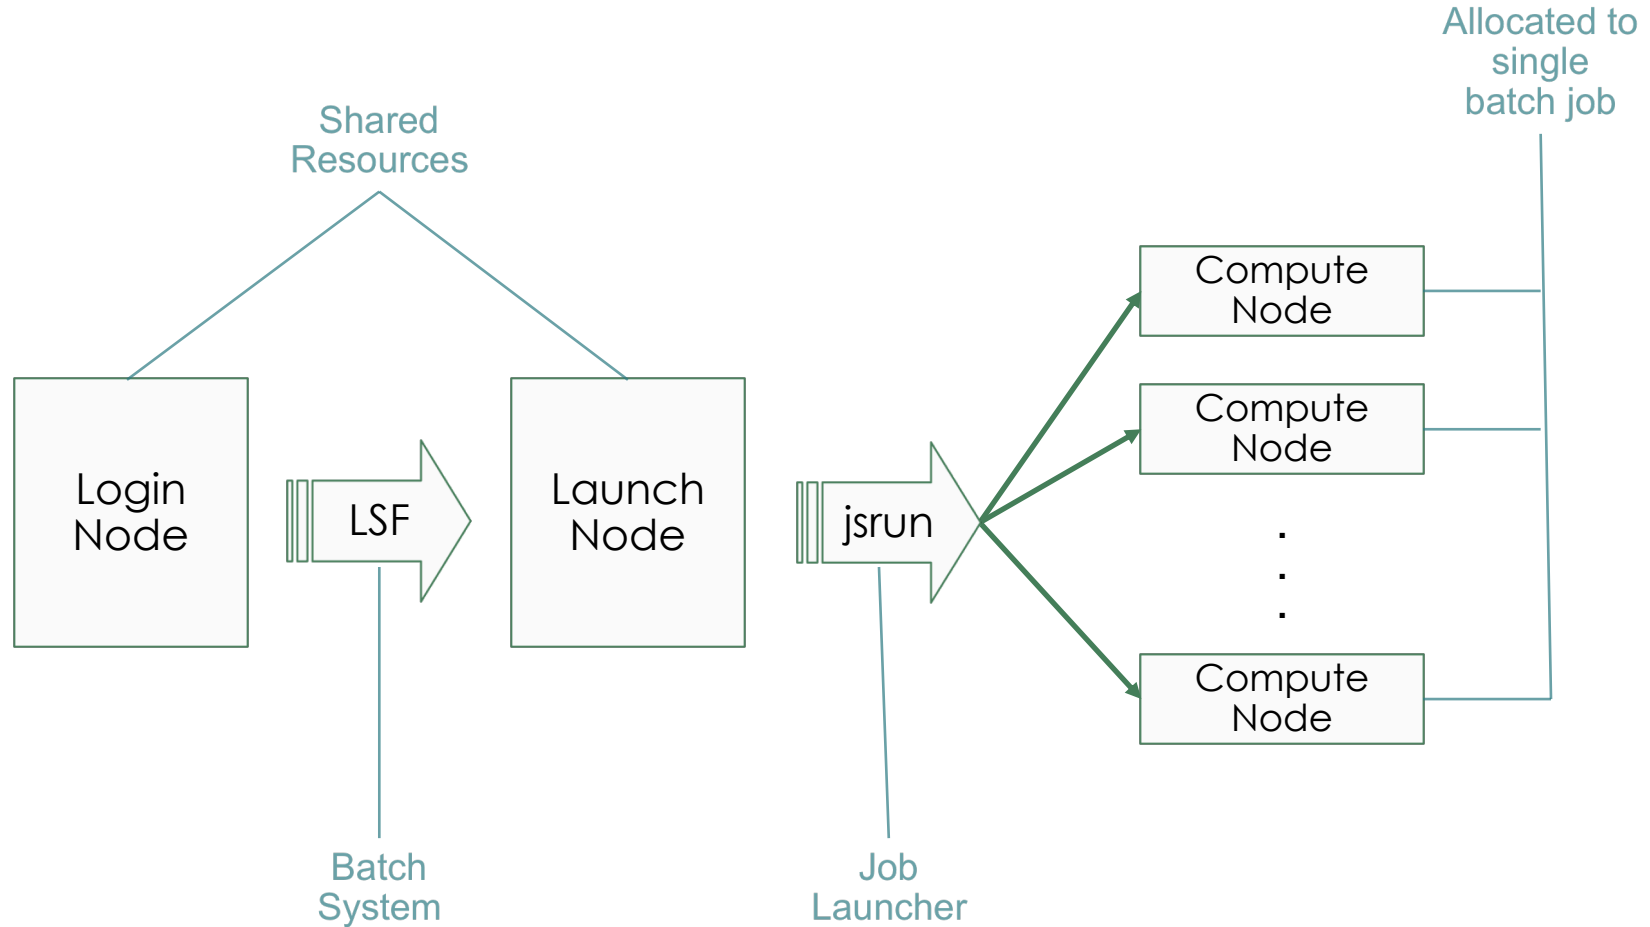 Allocated to
single
batch job
Shared
Resources
Login
Node
LSF
Launch
Node
jsrun
Compute
Node
Compute
Node
.
.
.
Compute
Node
Batch
System
Job
Launcher